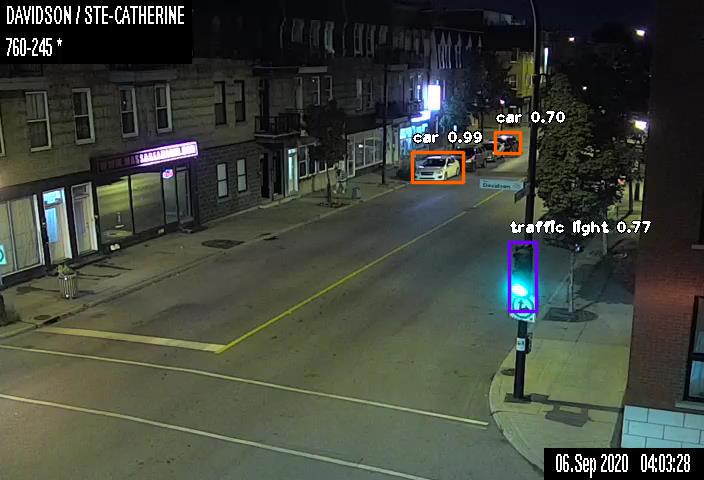 DAVIDSON / STE-CATHERINE
760-245 *
car 0.70
car 0.99
Davidson
traffic light 0.77
06.Sep 2020 04:03:28